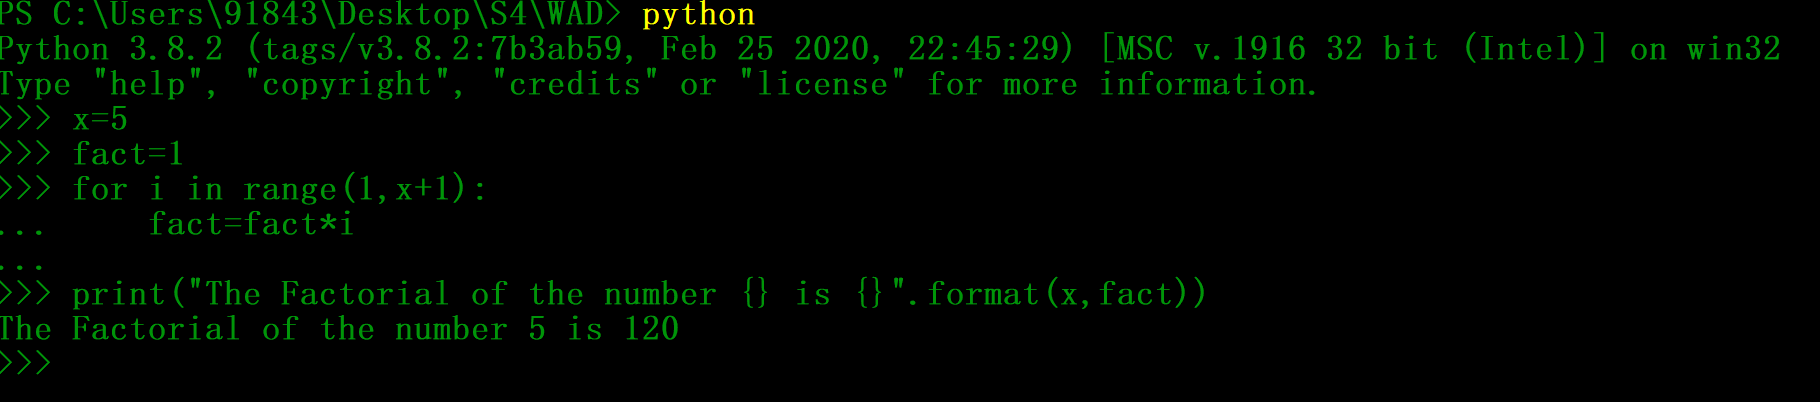 PS C:\Users\91843\Desktop\S4\WAD> python
Python 3.8.2 (tags/v3.8.2:7b3ab59, Feb 25 2020, 22:45:29) [MSC v.1916 32 bit (Intel)] on win32
Type "help", "copyright", "credits" or "license" for more information.
>>> x=5
>>> fact=1
>>> for i in range(1,x+1):
...     fact=fact*i
...
>>> print("The Factorial of the number {} is {}".format(x,fact))
The Factorial of the number 5 is 120
>>>